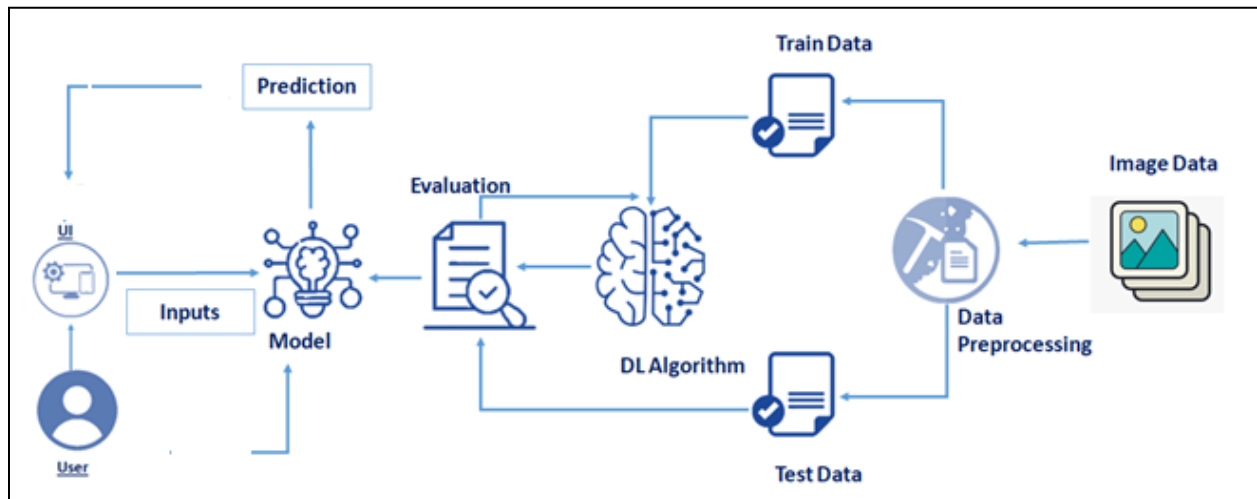 Train Data
Prediction
Image Data
Evaluation
UI
Inputs
Model
Data
Preprocessing
DL Algorithm
User
Test Data